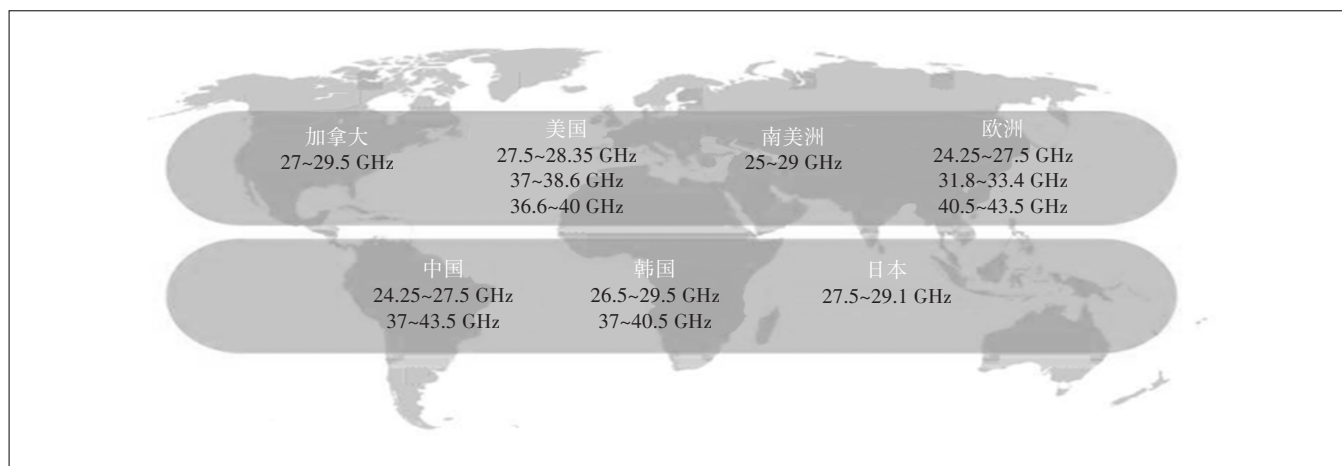 加拿大
27~29.5 GHz
美国
27.5~28.35 GHz
37~38.6 GHz
36.6~40 GHz
南美洲
25~29 GHz
欧洲
24.25~27.5 GHz
31.8~33.4 GHz
40.5~43.5 GHz
中国
24.25~27.5 GHz
37~43.5 GHz
韩国
26.5~29.5 GHz
37~40.5 GHz
日本
27.5~29.1 GHz